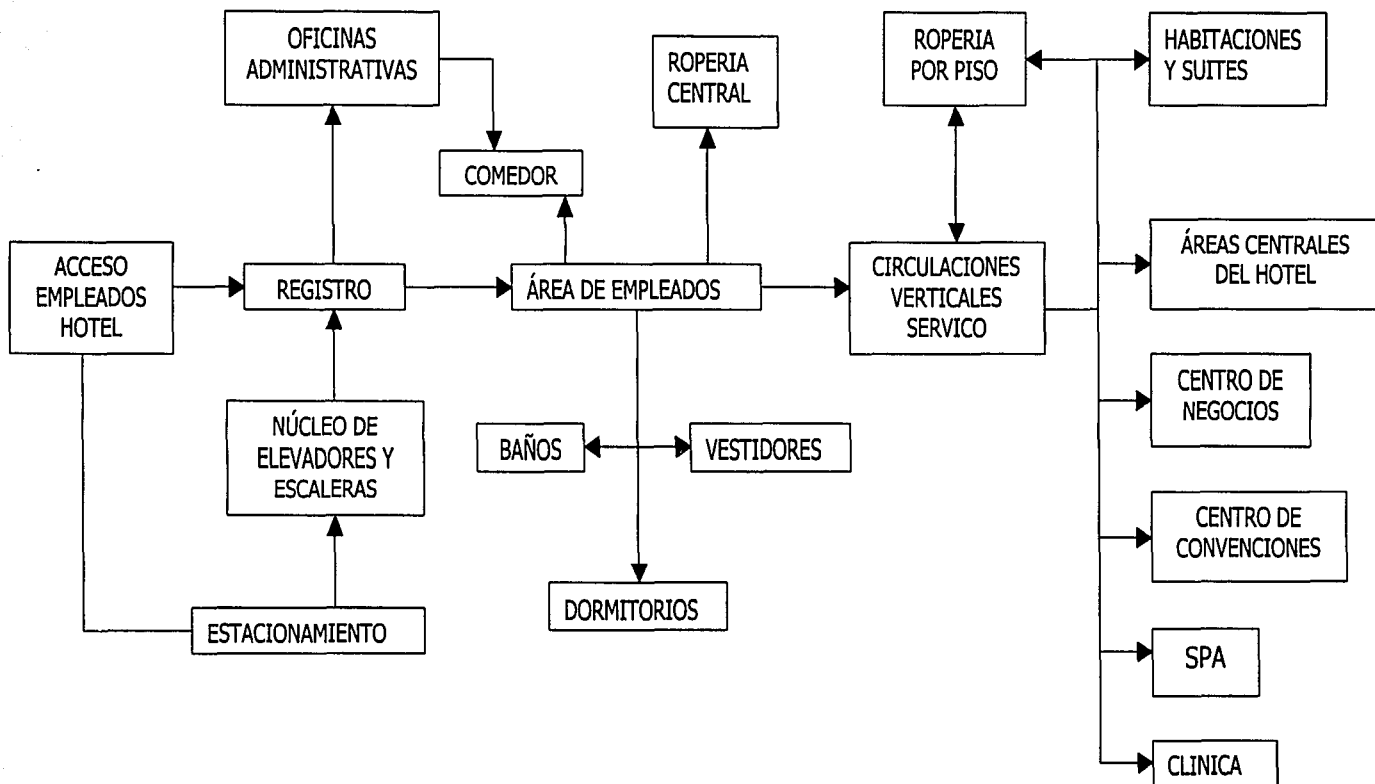 OFICINAS
ADMINISTRATIVAS
ROPERIA
CENTRAL
ROPERIA
POR PISO
HABITACIONES
Y SUITES
COMEDOR
ACCESO
EMPLEADOS
HOTEL
REGISTRO
ÁREA DE EMPLEADOS
CIRCULACIONES
VERTICALES
SERVICO
ÁREAS CENTRALES
DEL HOTEL
NÚCLEO DE
ELEVADORES Y
ESCALERAS
BAÑOS
VESTIDORES
CENTRO DE
NEGOCIOS
CENTRO DE
CONVENCIONES
ESTACIONAMIENTO
DORMITORIOS
SPA
CLINICA